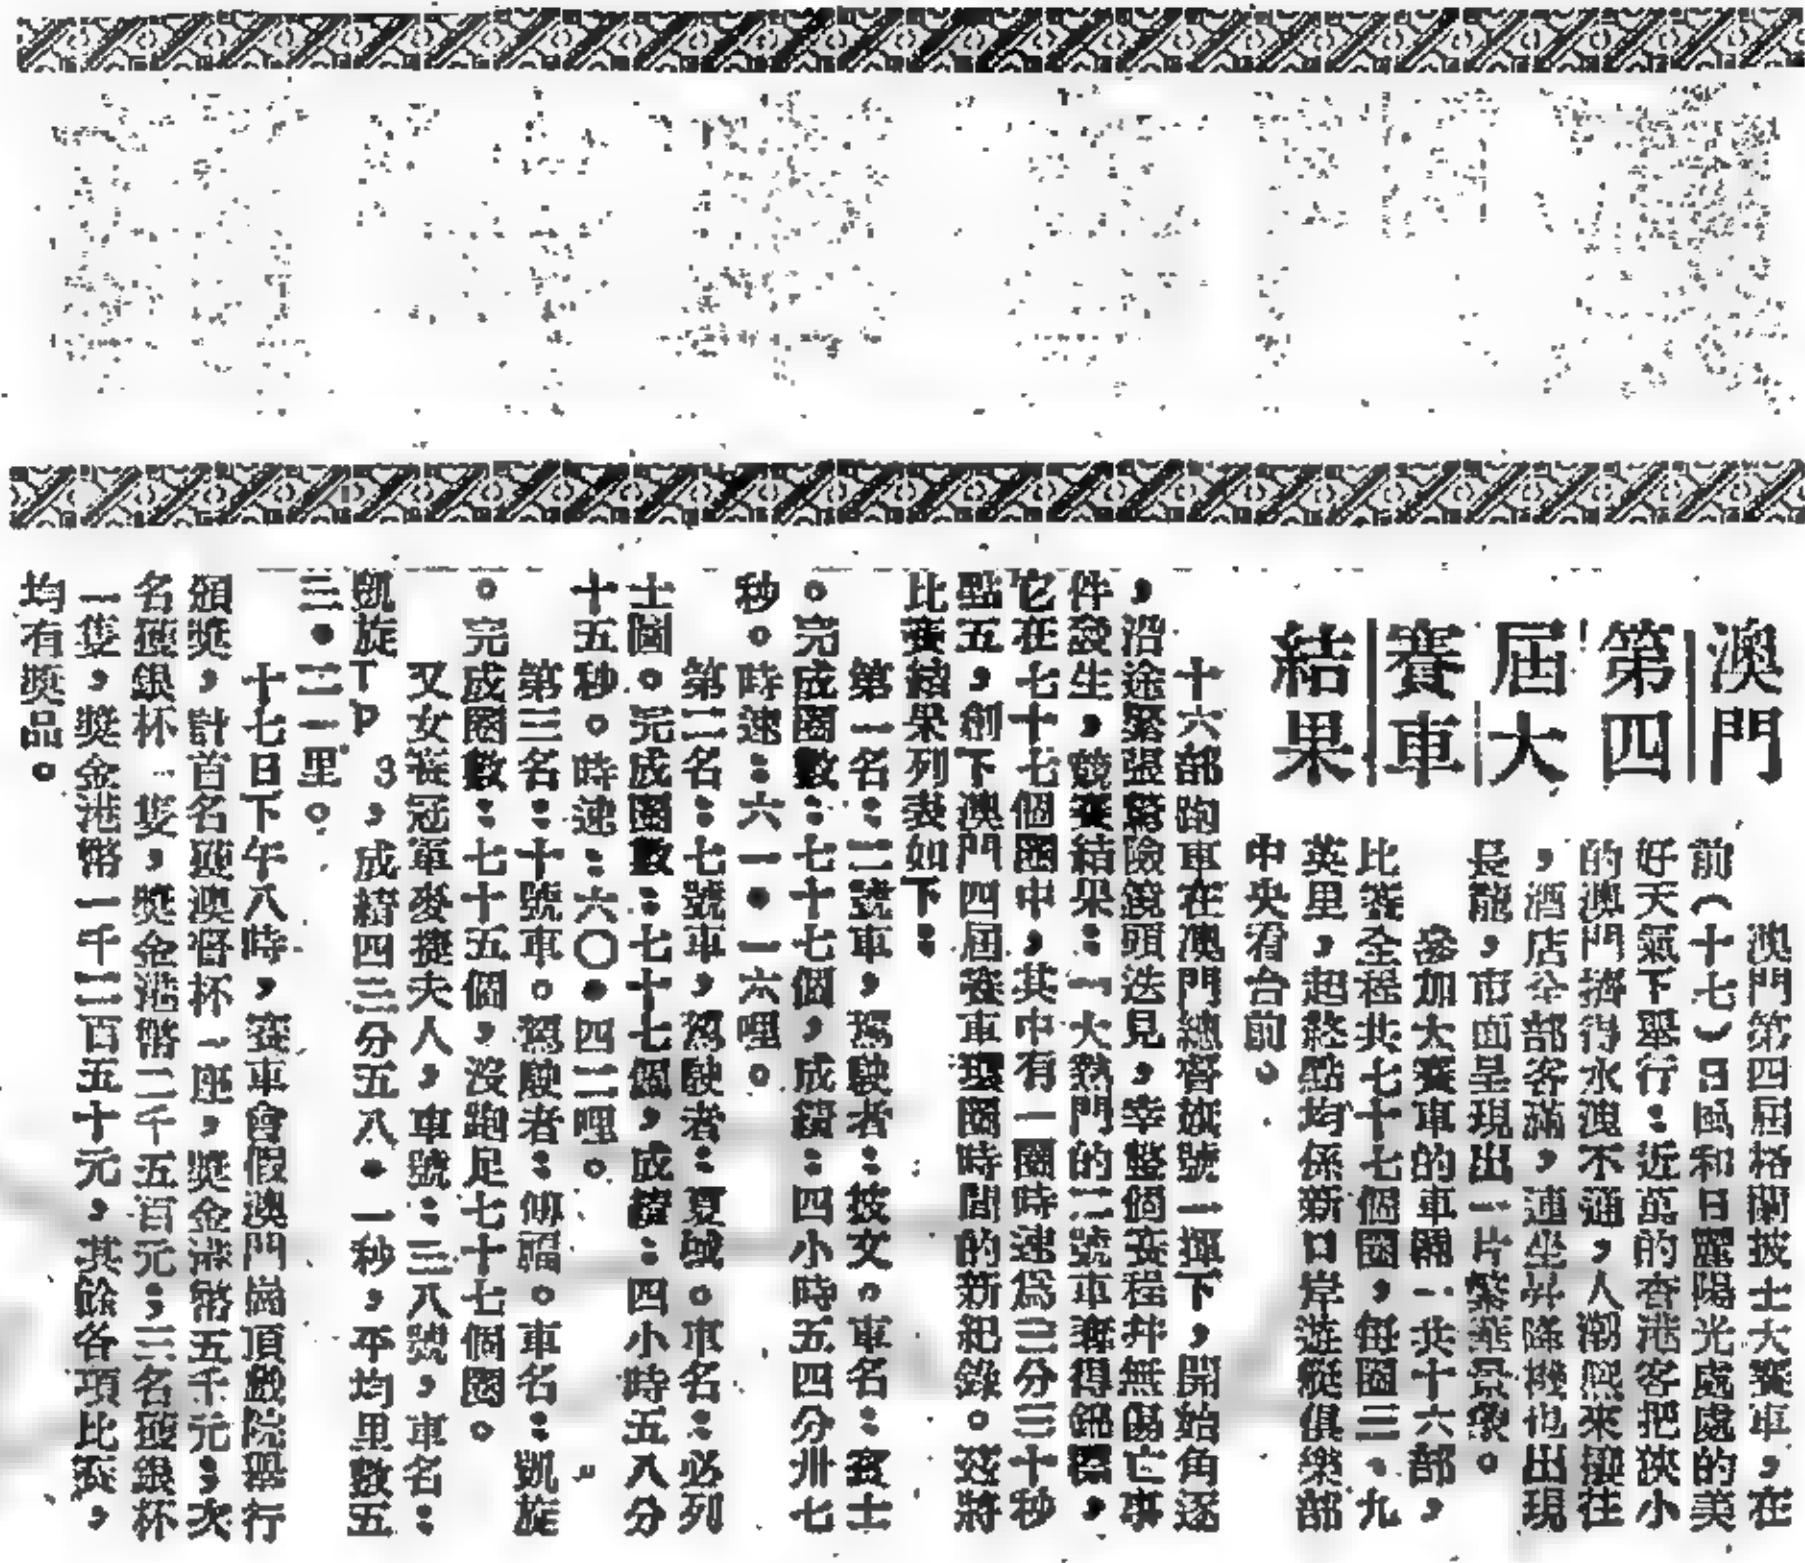 澳門
第四
屆大
賽車
結果
澳門第四屆格蘭披士大賽車，在
前（十七）日風和日麗陽光處處的美
好天氣下舉行：近萬的香港客把狹小
的澳門擠得水洩不通，人潮熙來攘往
，酒店全部客滿，連坐升降機也出現
長龍，市面呈現出一片繁華景象。
參加大賽車的車輛一共十六部，
比賽全程共七十七個圈，每圈三．九
英里，起終點均係新口岸遊艇俱樂部
中央看台前。
十六部跑車在澳門總督旗號一揮下，開始角逐
，沿途緊張驚險鏡頭迭見，幸整個賽程幷無傷亡事
件發生，競賽結果：一大熱門的二號車奪得錦標，
它在七十七個圈中，其中有一圈時速爲三分三十秒
點五，創下澳門四屆賽車環圈時間的新紀錄。茲將
比賽結果列表如下：
第一名：二號車，駕駛者：披文。車名：賓士
。完成圈數：七十七個，成績：四小時五四分卅七
秒。時速：六一．一六哩。
第二名：七號車，駕駛者：夏。車名：必列
士圖。完成圈數：七十七個，成績：四小時五八分
十五秒。時速：六〇．四二哩。
第三名：十號車。駕駛者：傅福。車名：凱旋
。完成圈數：七十五個，沒跑足七十七個圈。
又女賽冠軍麥捷夫人，車號：三八號，車名：
凱旋TP3，成績四三分五八．一秒，平均里數五
三．二一里。
十七日下午八時，賽車會假澳門崗頂戲院舉行
頒獎，計首名獲澳督杯一座，獎金港幣五千元；次
名獲銀杯一隻，獎金港幣二千五百元；三名獲銀杯
一隻，獎金港幣一千二百五十元，其餘各項比賽，
均有獎品。